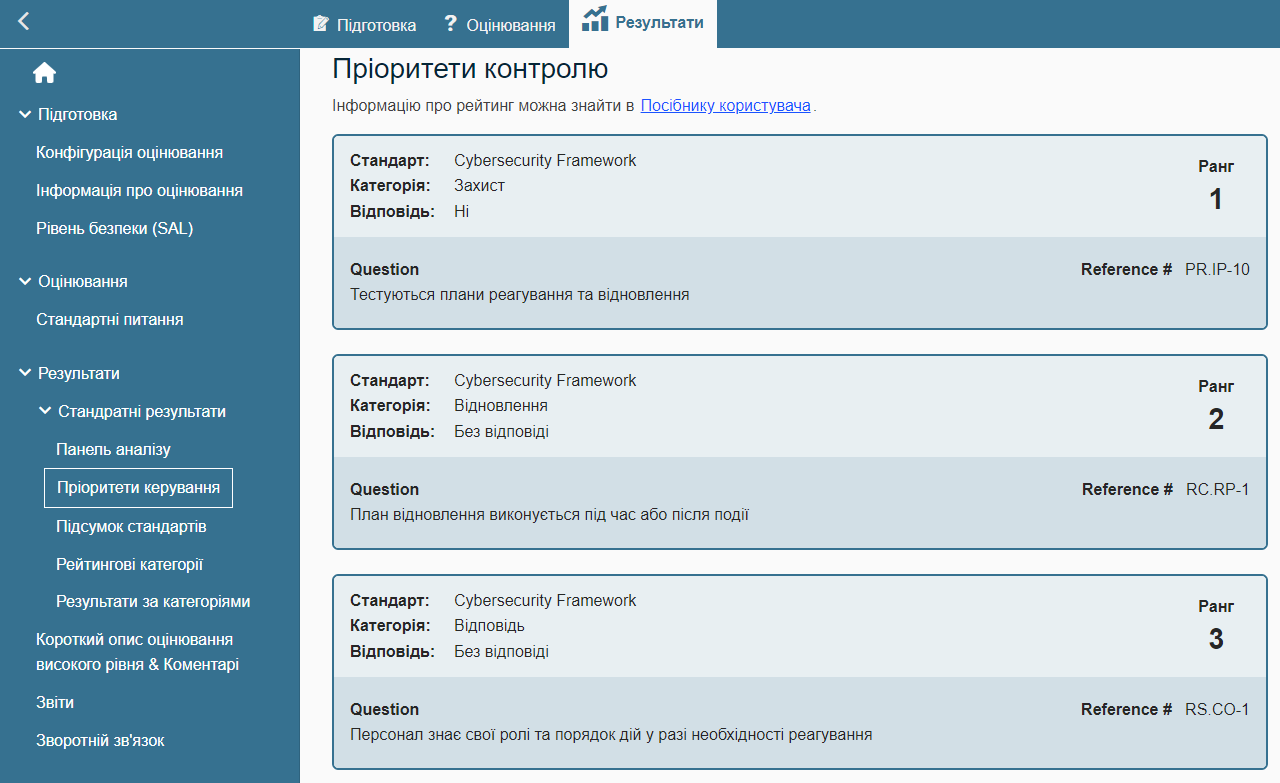 Підготовка
Оцінювання
Результати
Підготовка
Конфігурація оцінювання
Інформація про оцінювання
Рівень безпеки (SAL)
Оцінювання
Стандартні питання
Результати
Стандратні результати
Панель аналізу
Пріоритети керування
Підсумок стандартів
Рейтингові категорії
Результати за категоріями
Короткий опис оцінювання
високого рівня & Коментарі
Звіти
Зворотній зв'язок
Пріоритети контролю
Інформацію про рейтинг можна знайти в Посібнику користувача.
Стандарт: Cybersecurity Framework
Категорія: Захист
Відповідь: Ні
Ранг
1
Question
Reference # PR.IP-10
Тестуються плани реагування та відновлення
Стандарт: Cybersecurity Framework
Категорія: Відновлення
Відповідь: Без відповіді
Ранг
2
Question
Reference # RC.RP-1
План відновлення виконується під час або після події
Стандарт: Cybersecurity Framework
Категорія: Відповідь
Відповідь: Без відповіді
Ранг
3
Question
Reference # RS.CO-1
Персонал знає свої ролі та порядок дій у разі необхідності реагування